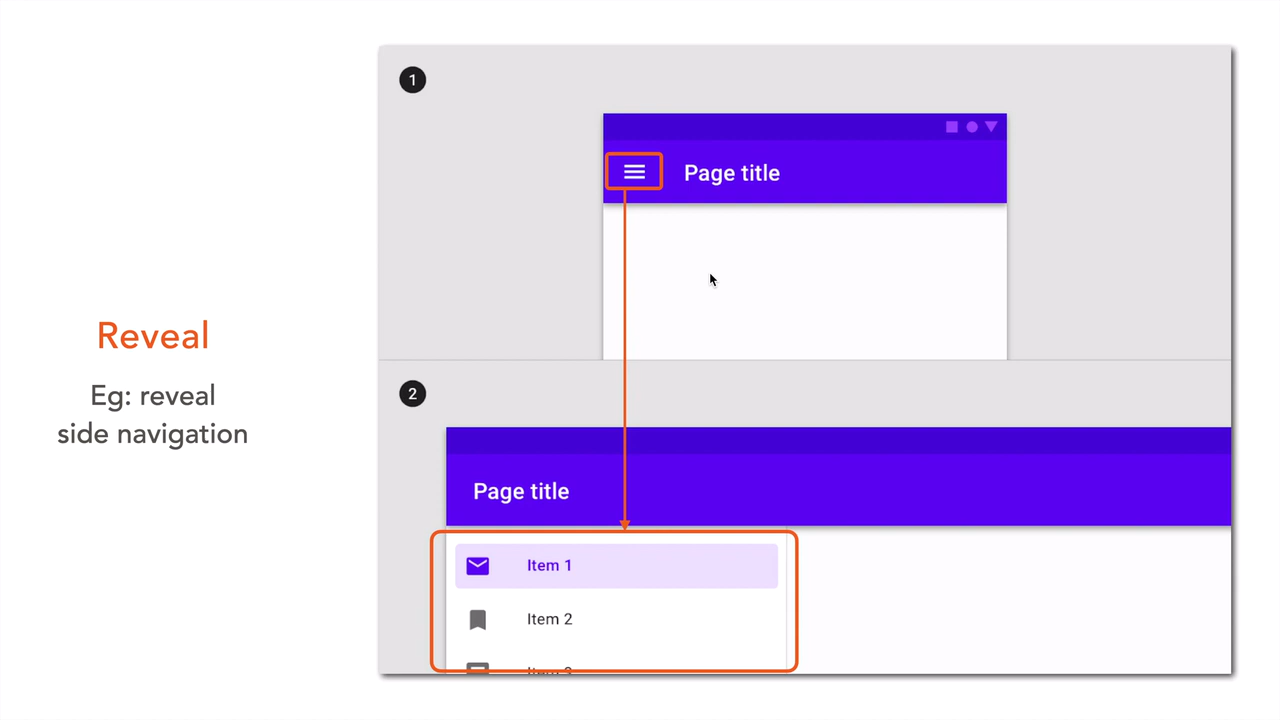 Reveal
Eg: reveal
side navigation
1
Page title
2
Page title
Item 1
Item 2